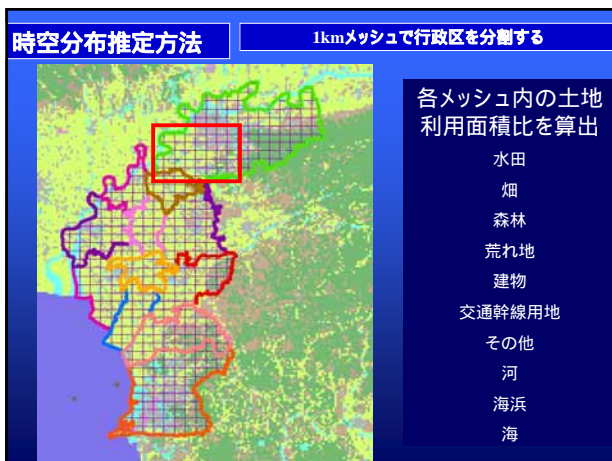 時空分布推定方法
1kmメッシュで行政区を分割する
各メッシュ内の土地
利用面積比を算出
水田
畑
森林
荒れ地
建物
交通幹線用地
その他
河
海浜
海